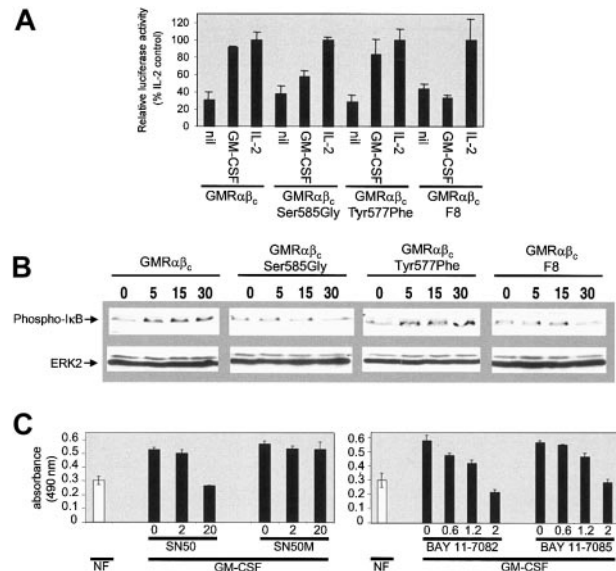 A
Relative luciferase activity
(% IL-2 control)
120
100
80
60
40
20
0
nil
GM-CSF
IL-2
nil
GM-CSF
IL-2
nil
GM-CSF
IL-2
nil
GM-CSF
IL-2
GMRαβc
GMRαβc
Ser585Gly
GMRαβc
Tyr577Phe
GMRαβc
F8
B
GMRαβc
GMRαβc
Ser585Gly
GMRαβc
Tyr577Phe
GMRαβc
F8
0 5 15 30 0 5 15 30 0 5 15 30 0 5 15 30
Phospho-IκB
ERK2
C
absorbance
(490 nm)
0.6
0.5
0.4
0.3
0.2
0.1
0
0 2 20 0 2 20
SN50 SN50M
NF GM-CSF
0.6
0.5
0.4
0.3
0.2
0.1
0
0 0.6 1.2 2 0 0.6 1.2 2
BAY 11-7082 BAY 11-7085
NF GM-CSF